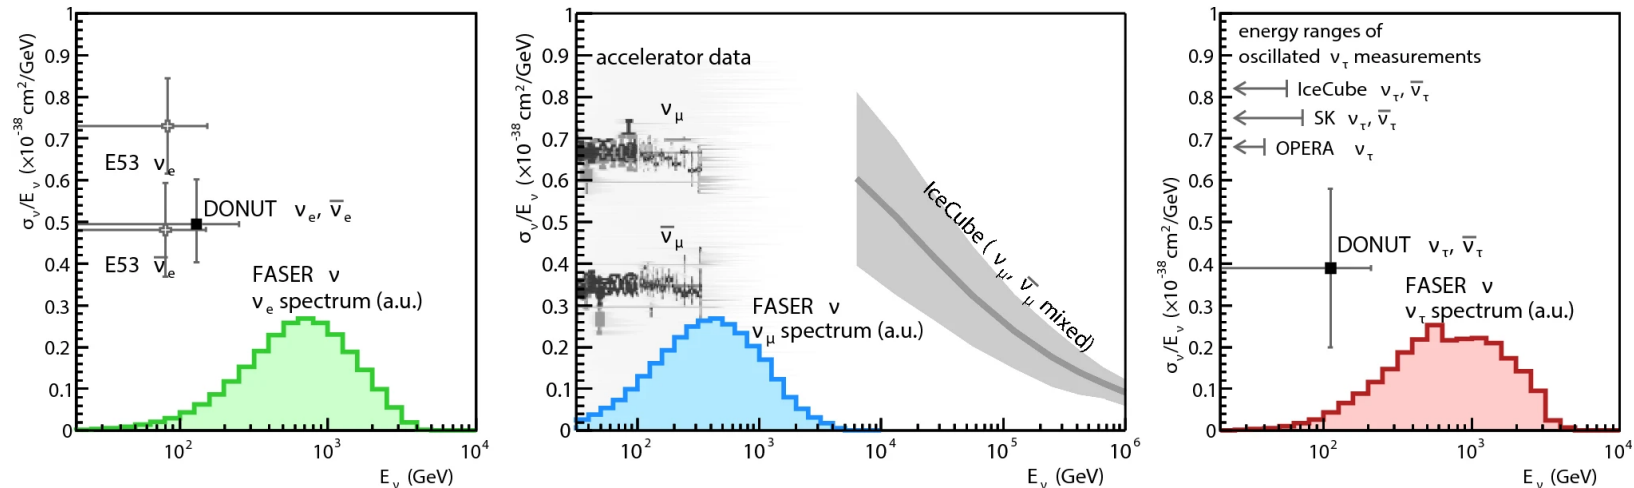 1
0.9
0.8
0.7
0.6
0.5
0.4
0.3
0.2
0.1
0
σν/Eν (×10⁻³⁸ cm²/GeV)
E53 νe
DONUT νe, ν̅e
E53 ν̅e
FASER ν
νe spectrum (a.u.)
10² 10³ 10⁴
Eν (GeV)
1
0.9
0.8
0.7
0.6
0.5
0.4
0.3
0.2
0.1
0
σν/Eν (×10⁻³⁸ cm²/GeV)
accelerator data
νμ
ν̅μ
IceCube ( νμ, ν̅μ mixed)
FASER ν
νμ spectrum (a.u.)
10² 10³ 10⁴ 10⁵ 10⁶
Eν (GeV)
1
0.9
0.8
0.7
0.6
0.5
0.4
0.3
0.2
0.1
0
σν/Eν (×10⁻³⁸ cm²/GeV)
energy ranges of
oscillated ντ measurements
IceCube ντ, ν̅τ
SK ντ, ν̅τ
OPERA ντ
DONUT ντ, ν̅τ
FASER ν
ντ spectrum (a.u.)
10² 10³ 10⁴
Eν (GeV)